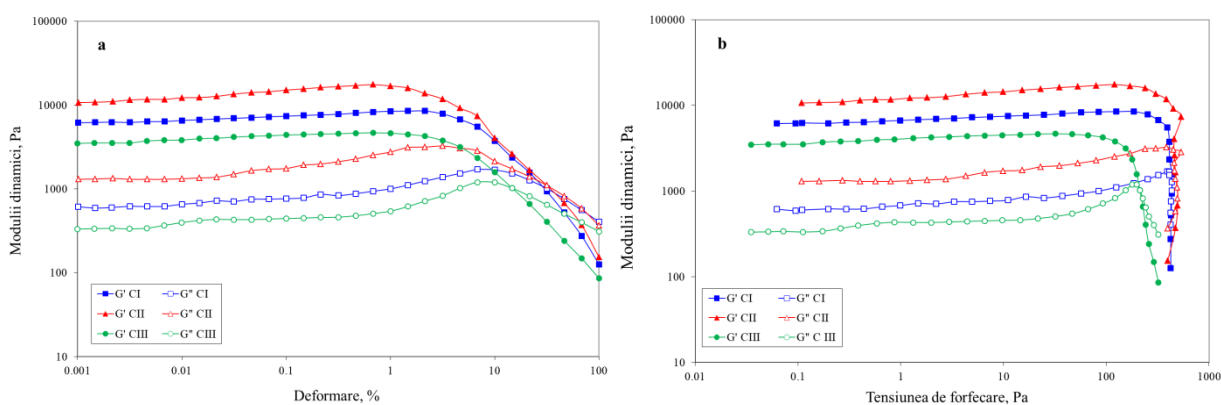 a
Modulii dinamici, Pa
100000
10000
1000
100
10
0.001
0.01
0.1
1
10
100
Deformare, %
G' CI
G" CI
G' CII
G" CII
G' CIII
G" CIII
b
Modulii dinamici, Pa
100000
10000
1000
100
10
0.01
0.1
1
10
100
1000
Tensiunea de forfecare, Pa
G' CI
G" CI
G' CII
G" CII
G' CIII
G" C III